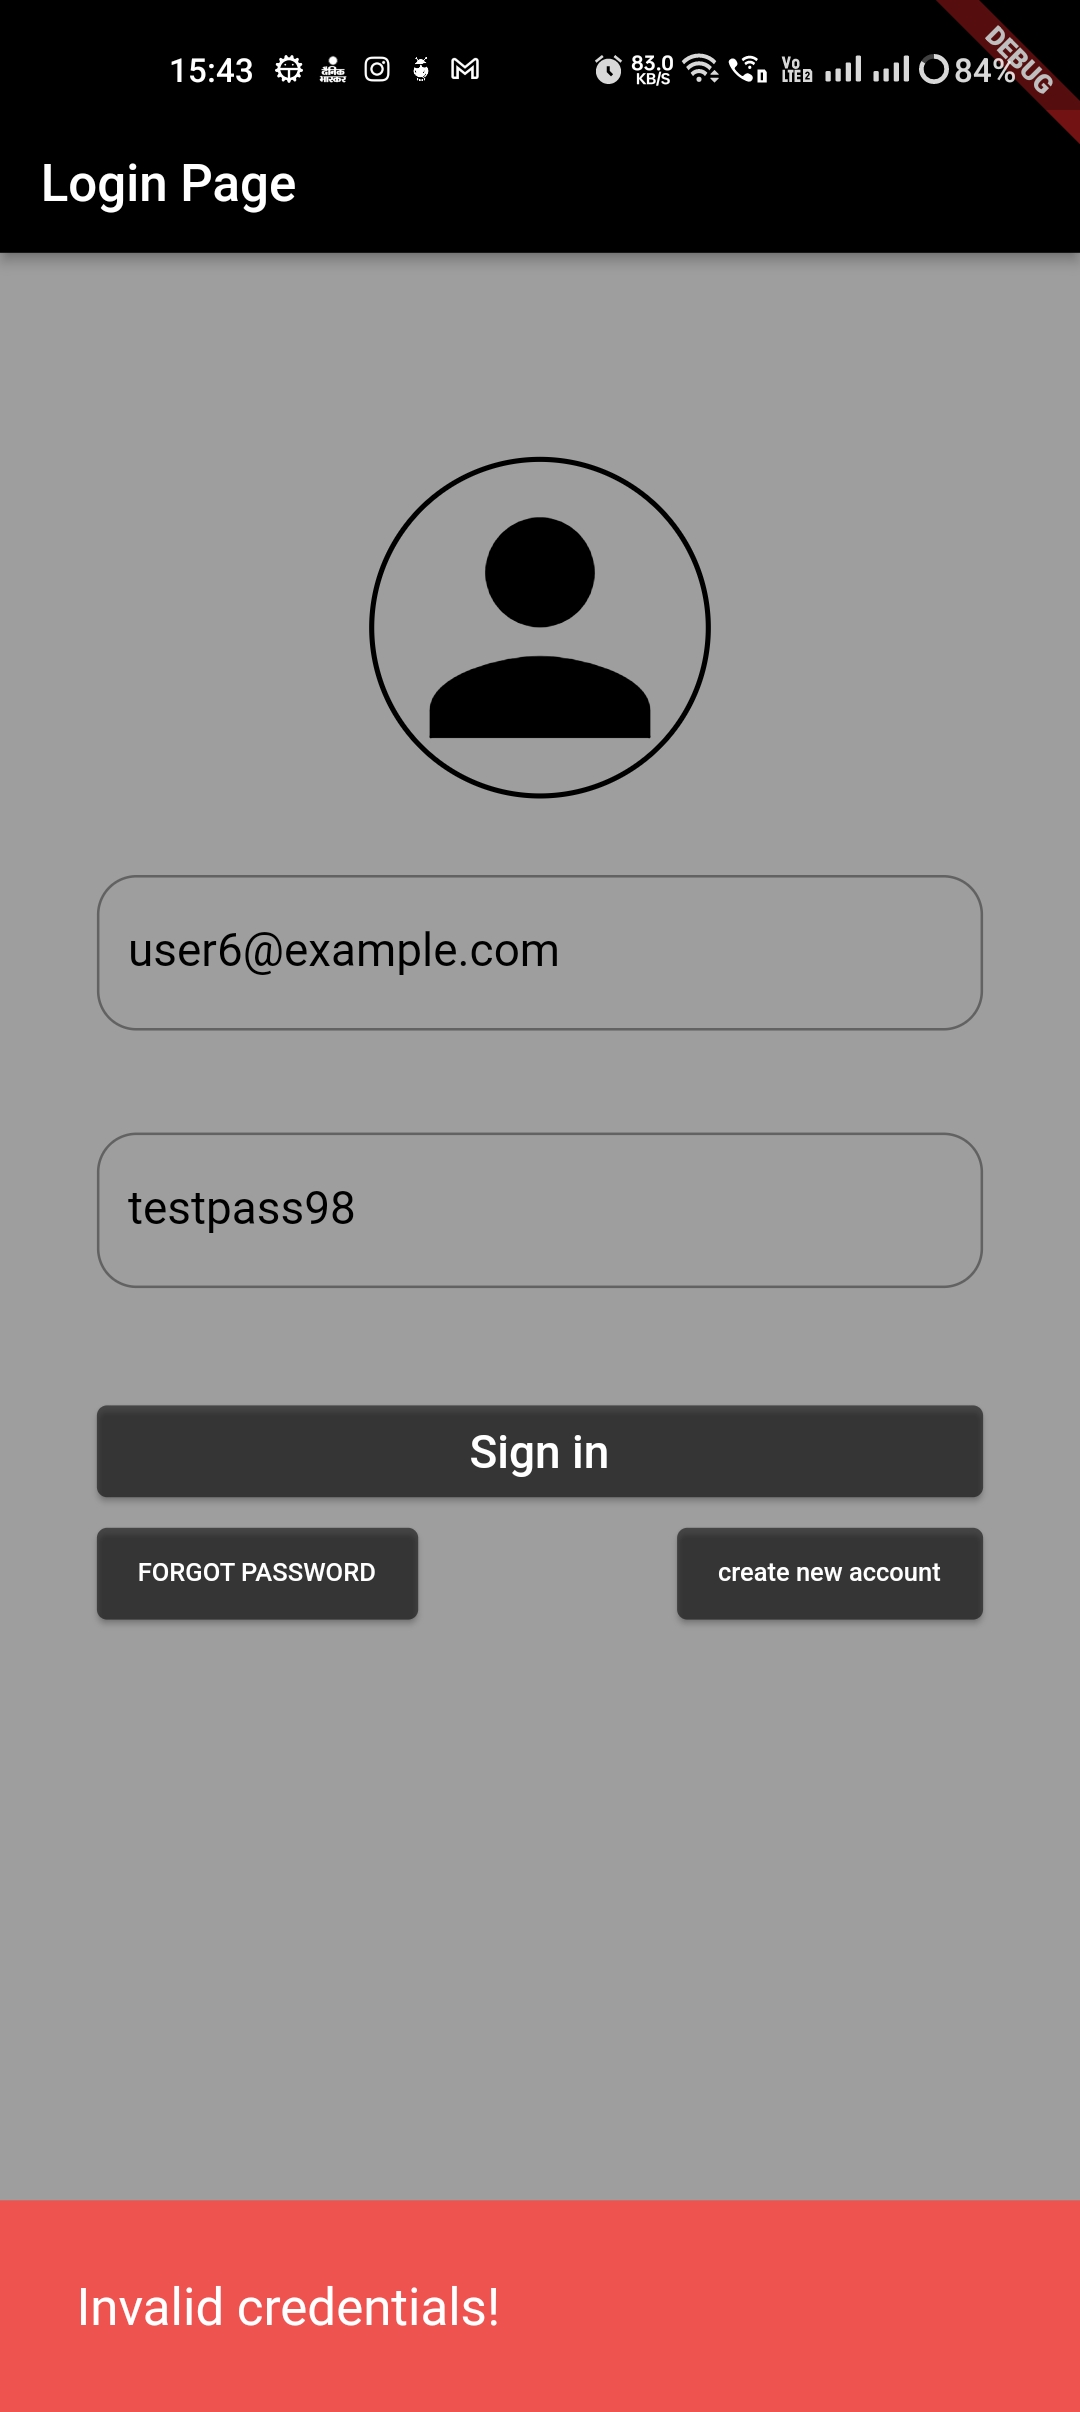 15:43 दैनिक भास्कर 83.0 KB/S Vo LTE2 84%
DEBUG
Login Page
user6@example.com
testpass98
Sign in
FORGOT PASSWORD create new account
Invalid credentials!